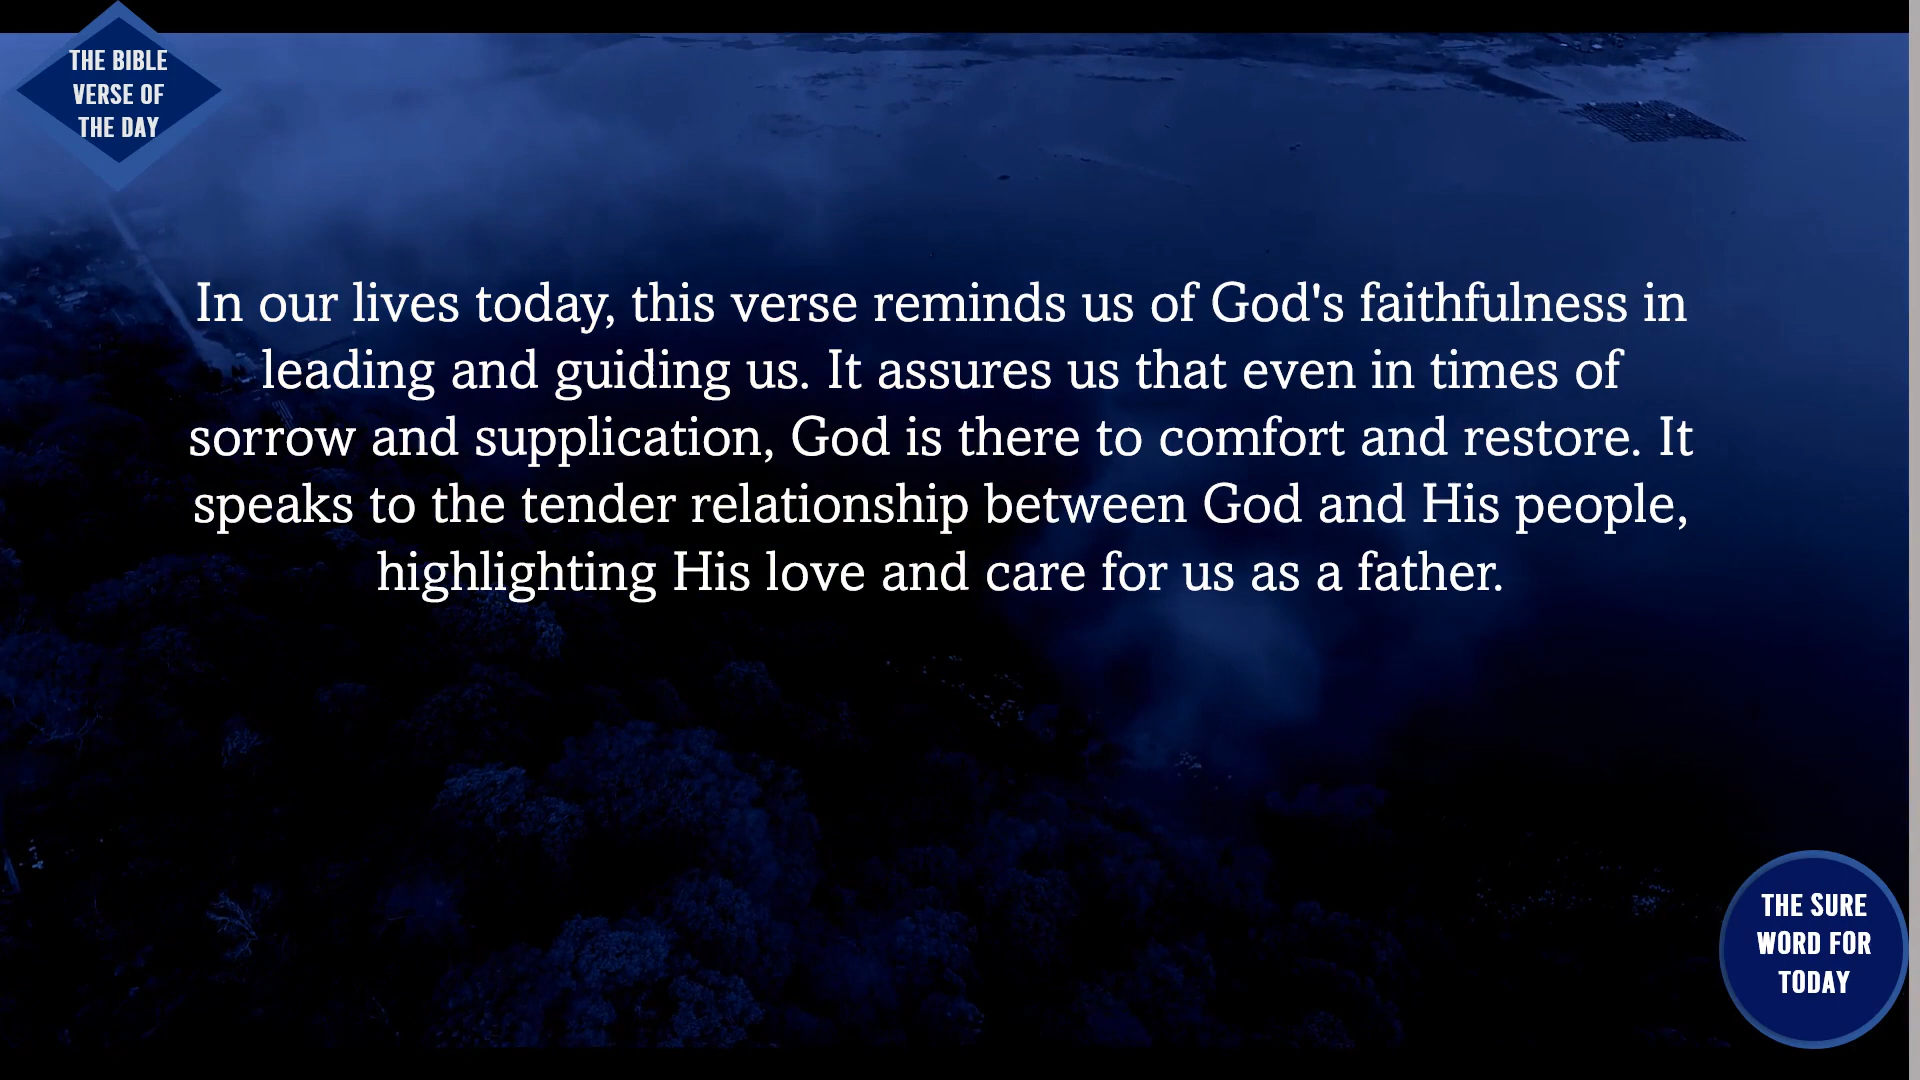 THE BIBLE
VERSE OF
THE DAY
In our lives today, this verse reminds us of God's faithfulness in
leading and guiding us. It assures us that even in times of
sorrow and supplication, God is there to comfort and restore. It
speaks to the tender relationship between God and His people,
highlighting His love and care for us as a father.
THE SURE
WORD FOR
TODAY